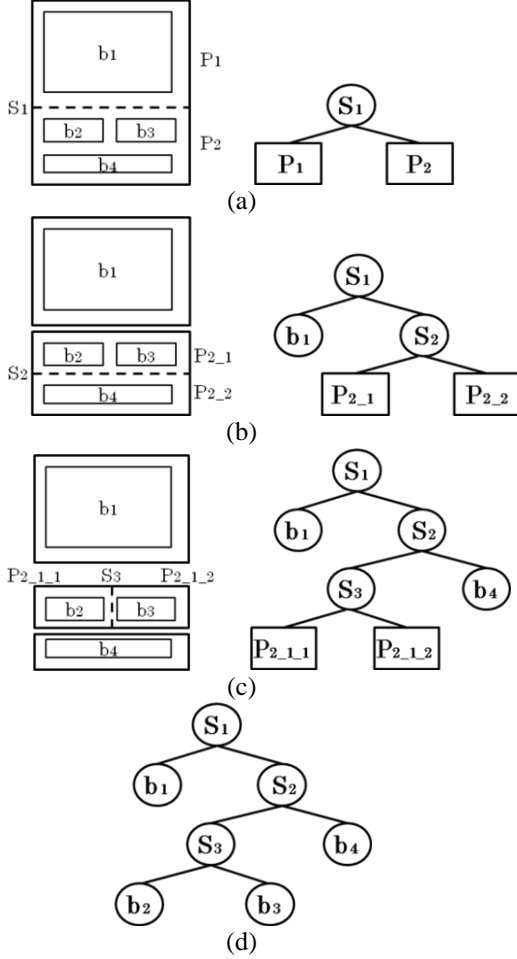 b1
P1
S1
b2
b3
P2
b4
S1
P1
P2
(a)
b1
b2
b3
P2_1
S2
b4
P2_2
S1
b1
S2
P2_1
P2_2
(b)
b1
P2_1_1
S3
P2_1_2
b2
b3
b4
S1
b1
S2
S3
b4
P2_1_1
P2_1_2
(c)
S1
b1
S2
S3
b4
b2
b3
(d)